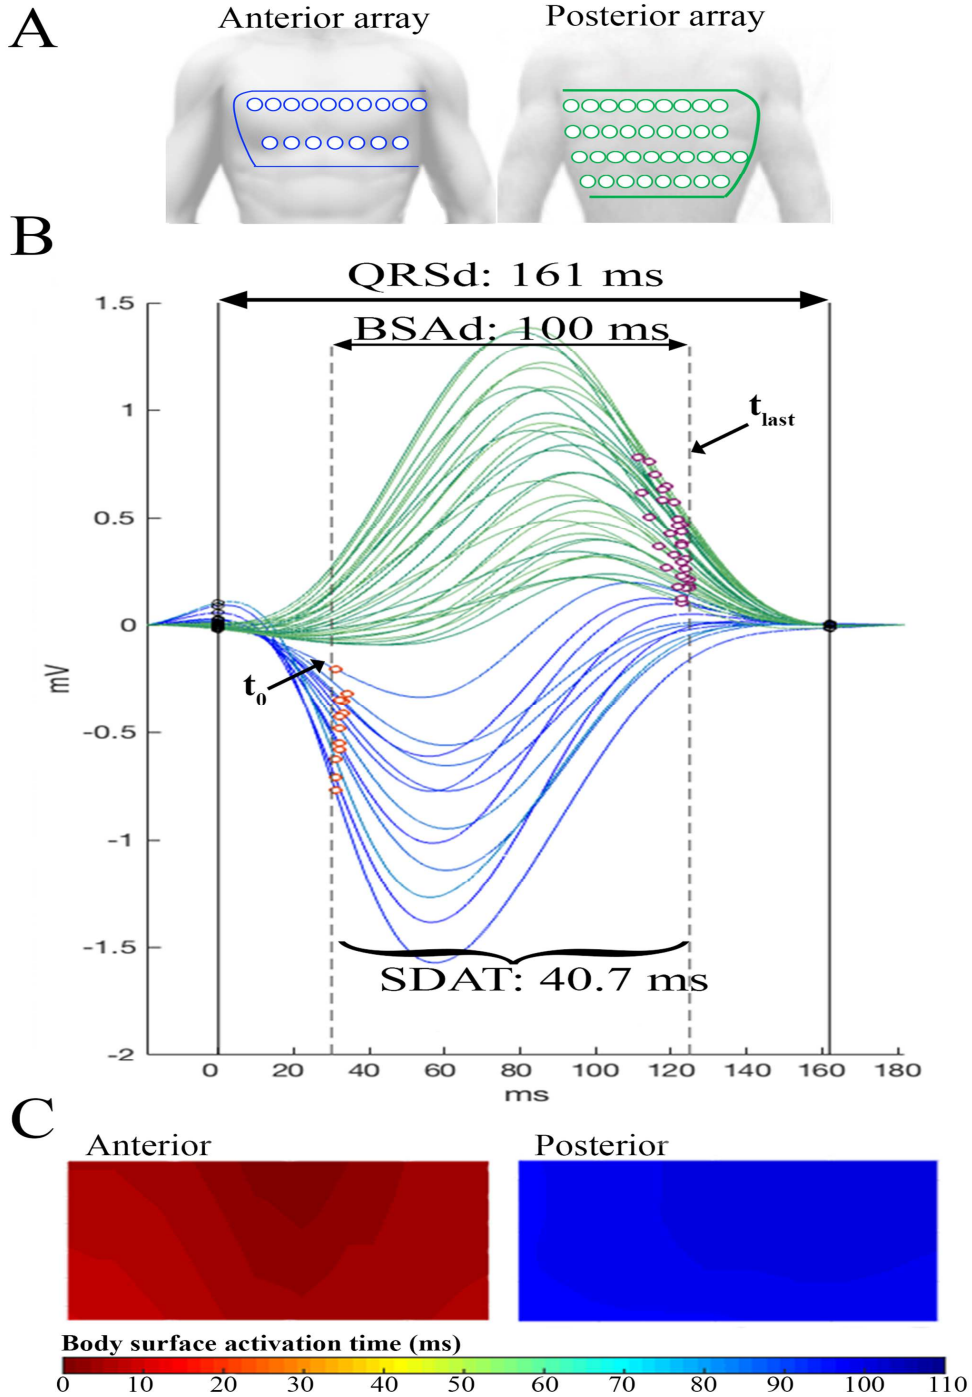 A
Anterior array
Posterior array
B
QRSd: 161 ms
BSAd: 100 ms
1.5
1
0.5
0
-0.5
-1
-1.5
-2
mV
t0
tlast
SDAT: 40.7 ms
0 20 40 60 80 100 120 140 160 180
ms
C
Anterior
Posterior
Body surface activation time (ms)
0 10 20 30 40 50 60 70 80 90 100 110